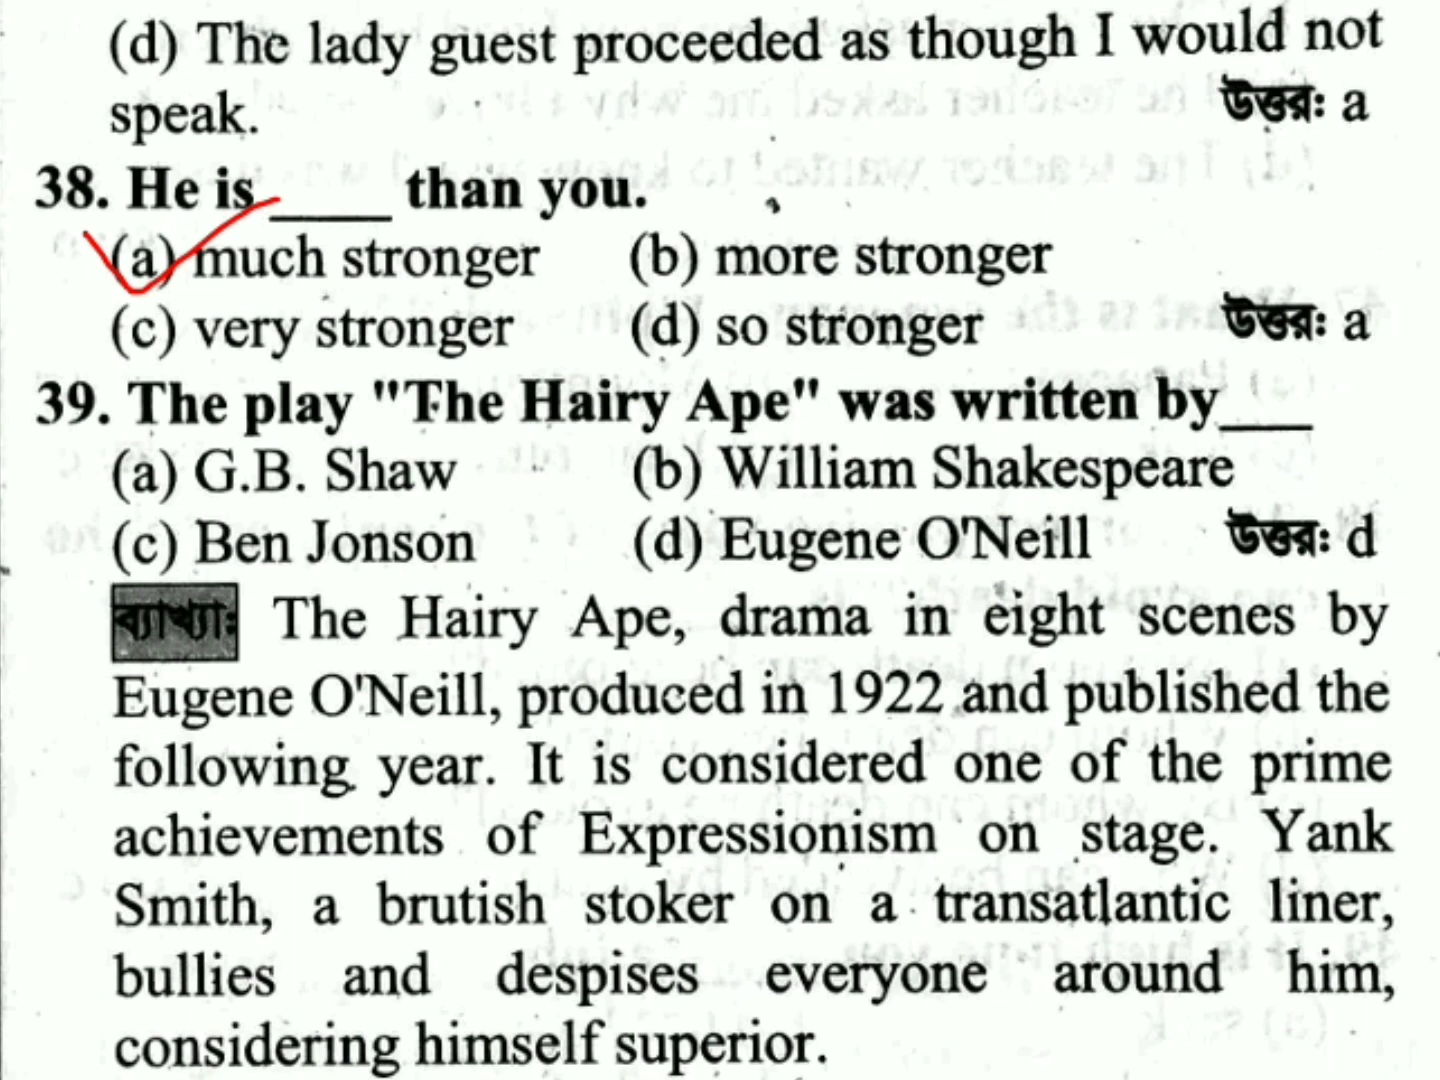 (d) The lady guest proceeded as though I would not
speak. উত্তর: a
38. He is ____ than you.
(a) much stronger (b) more stronger
(c) very stronger (d) so stronger উত্তর: a
39. The play "The Hairy Ape" was written by___
(a) G.B. Shaw (b) William Shakespeare
(c) Ben Jonson (d) Eugene O'Neill উত্তর: d
ব্যাখ্যা: The Hairy Ape, drama in eight scenes by
Eugene O'Neill, produced in 1922 and published the
following year. It is considered one of the prime
achievements of Expressionism on stage. Yank
Smith, a brutish stoker on a transatlantic liner,
bullies and despises everyone around him,
considering himself superior.